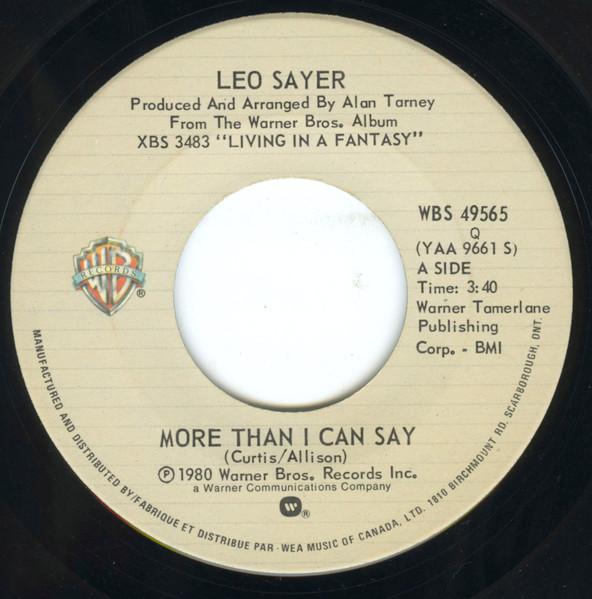 LEO SAYER
Produced And Arranged By Alan Tarney
From The Warner Bros. Album
XBS 3483 "LIVING IN A FANTASY"
WB
RECORDS
®
WBS 49565
Q
(YAA 9661 S)
A SIDE
Time: 3:40
Warner Tamerlane
Publishing
Corp. - BMI
MORE THAN I CAN SAY
(Curtis/Allison)
℗ 1980 Warner Bros. Records Inc.
a Warner Communications Company
®
MANUFACTURED AND DISTRIBUTED BY/FABRIQUE ET DISTRIBUE PAR - WEA MUSIC OF CANADA, LTD. 1810 BIRCHMOUNT RD. SCARBOROUGH, ONT.